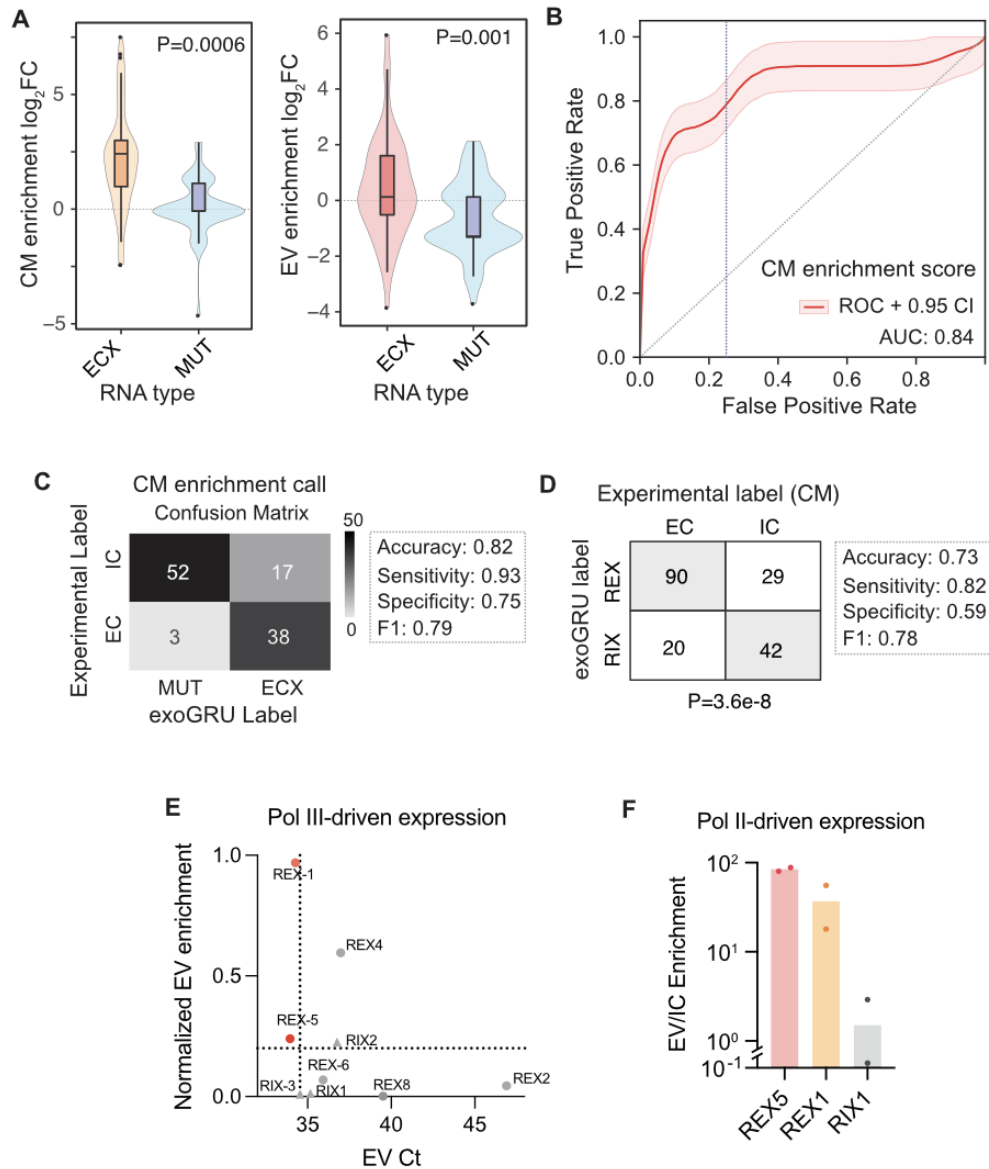 A
P=0.0006
CM enrichment log2FC
5
0
−5
ECX
MUT
RNA type
P=0.001
EV enrichment log2FC
6
4
2
0
−2
−4
ECX
MUT
RNA type
B
True Positive Rate
1.0
0.8
0.6
0.4
0.2
0.0
CM enrichment score
ROC + 0.95 CI
AUC: 0.84
0.0 0.2 0.4 0.6 0.8
False Positive Rate
C
CM enrichment call
Confusion Matrix
Experimental Label
IC
EC
52 17
3 38
MUT ECX
exoGRU Label
50
0
Accuracy: 0.82
Sensitivity: 0.93
Specificity: 0.75
F1: 0.79
D
Experimental label (CM)
EC IC
exoGRU label
REX
RIX
90 29
20 42
P=3.6e-8
Accuracy: 0.73
Sensitivity: 0.82
Specificity: 0.59
F1: 0.78
E
Pol III-driven expression
Normalized EV enrichment
1.0
0.5
0.0
REX-1
REX4
REX-5
RIX2
REX-6
RIX-3
RIX1
REX8
REX2
35 40 45
EV Ct
F
Pol II-driven expression
EV/IC Enrichment
10^2
10^1
10^0
10^-1
REX5
REX1
RIX1